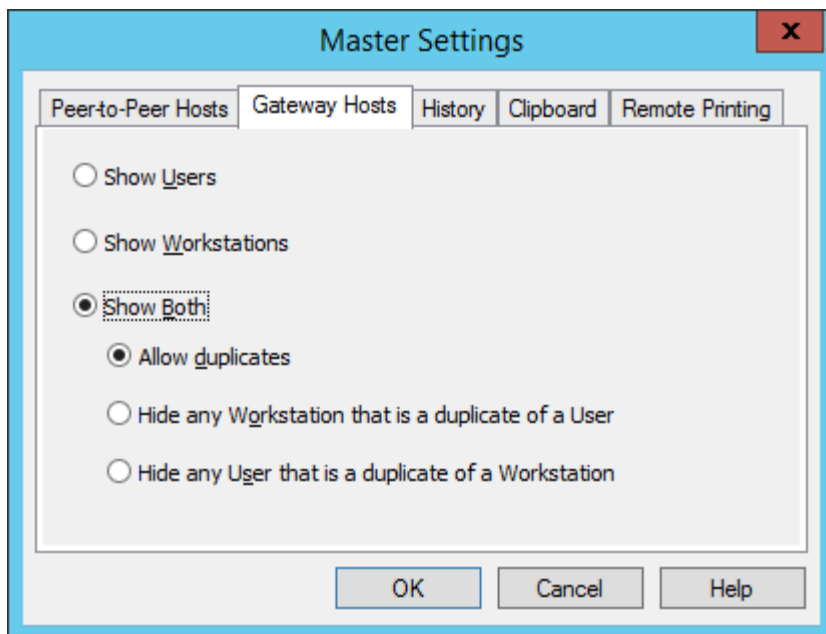 Master Settings
x
Peer-to-Peer Hosts Gateway Hosts History Clipboard Remote Printing
Show Users
Show Workstations
Show Both
Allow duplicates
Hide any Workstation that is a duplicate of a User
Hide any User that is a duplicate of a Workstation
OK Cancel Help